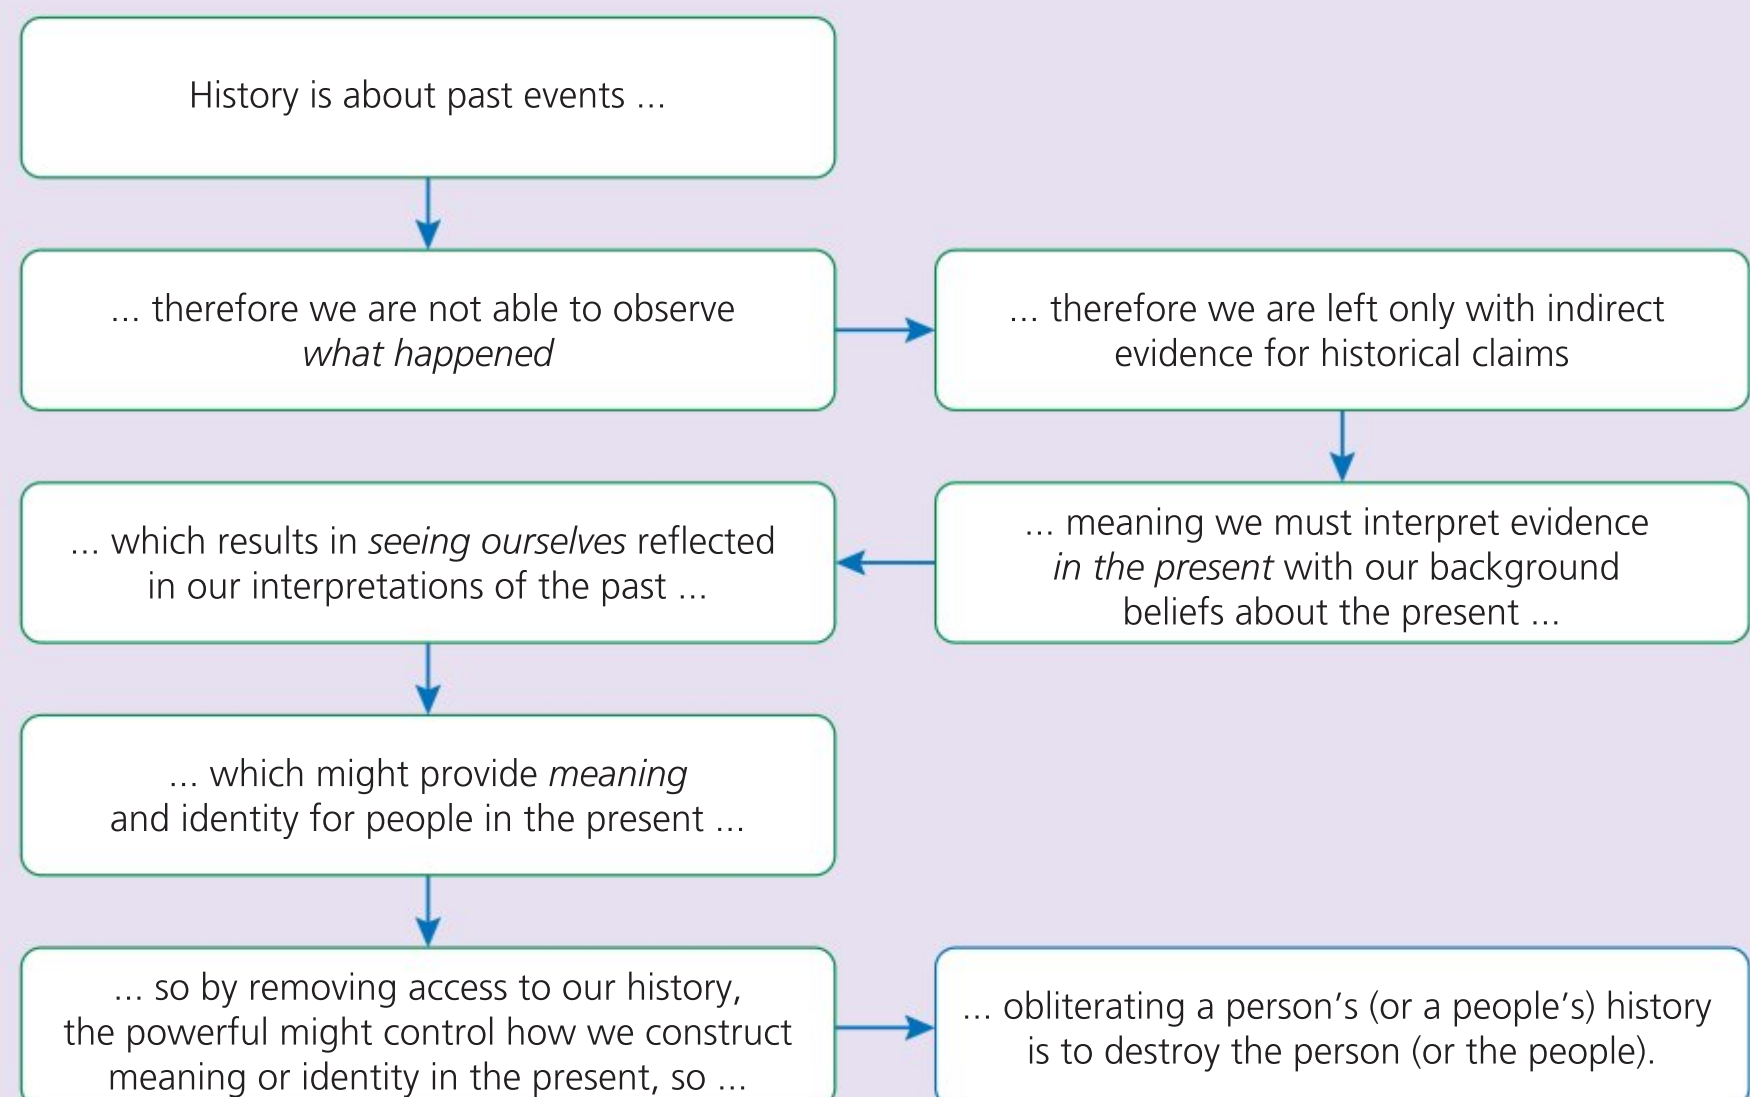 History is about past events ...
... therefore we are not able to observe
what happened
... therefore we are left only with indirect
evidence for historical claims
... meaning we must interpret evidence
in the present with our background
beliefs about the present ...
... which results in seeing ourselves reflected
in our interpretations of the past ...
... which might provide meaning
and identity for people in the present ...
... so by removing access to our history,
the powerful might control how we construct
meaning or identity in the present, so ...
... obliterating a person’s (or a people’s) history
is to destroy the person (or the people).